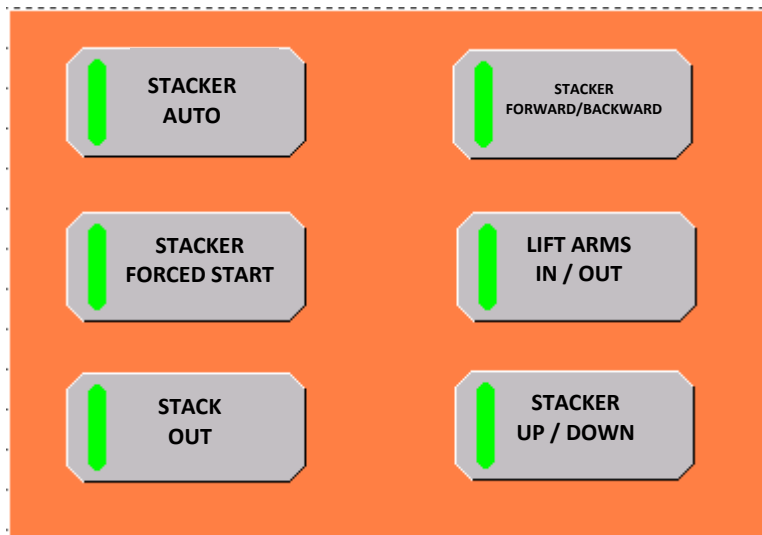 STACKER
AUTO
STACKER
FORWARD/BACKWARD
STACKER
FORCED START
LIFT ARMS
IN / OUT
STACK
OUT
STACKER
UP / DOWN